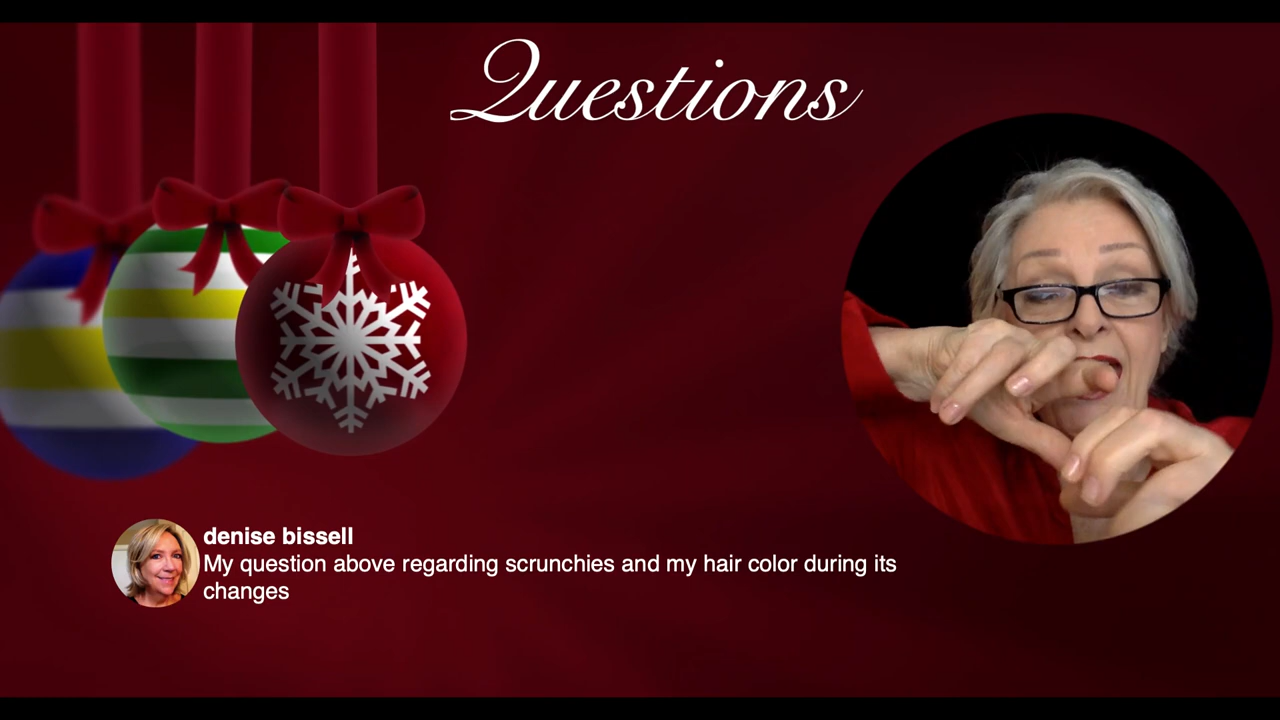 Questions
denise bissell
My question above regarding scrunchies and my hair color during its
changes